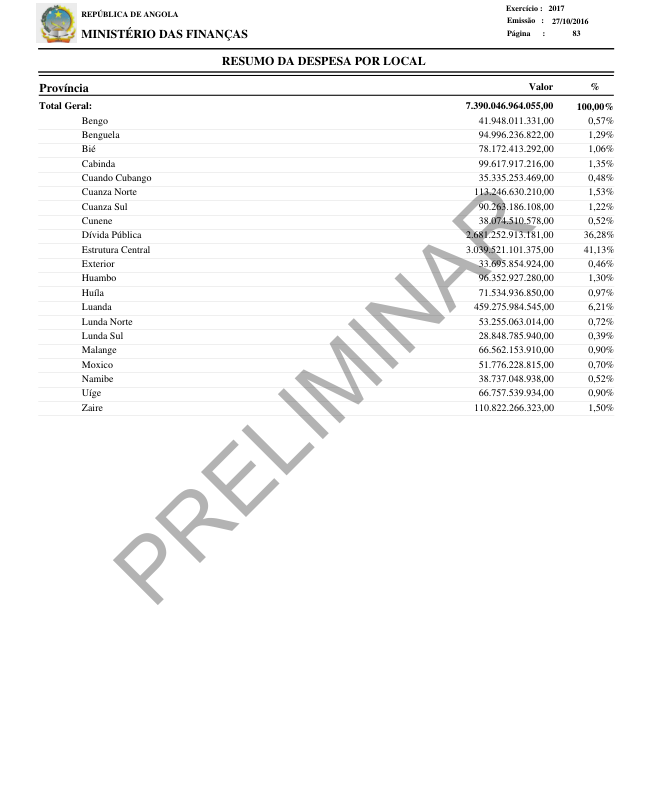 REPÚBLICA DE ANGOLA
MINISTÉRIO DAS FINANÇAS
Exercício : 2017
Emissão : 27/10/2016
Página : 83
RESUMO DA DESPESA POR LOCAL
Província Valor %
Total Geral: 7.390.046.964.055,00 100,00%
Bengo 41.948.011.331,00 0,57%
Benguela 94.996.236.822,00 1,29%
Bié 78.172.413.292,00 1,06%
Cabinda 99.617.917.216,00 1,35%
Cuando Cubango 35.335.253.469,00 0,48%
Cuanza Norte 113.246.630.210,00 1,53%
Cuanza Sul 90.263.186.108,00 1,22%
Cunene 38.074.510.578,00 0,52%
Dívida Pública 2.681.252.913.181,00 36,28%
Estrutura Central 3.039.521.101.375,00 41,13%
Exterior 33.695.854.924,00 0,46%
Huambo 96.352.927.280,00 1,30%
Huíla 71.534.936.850,00 0,97%
Luanda 459.275.984.545,00 6,21%
Lunda Norte 53.255.063.014,00 0,72%
Lunda Sul 28.848.785.940,00 0,39%
Malange 66.562.153.910,00 0,90%
Moxico 51.776.228.815,00 0,70%
Namibe 38.737.048.938,00 0,52%
Uíge 66.757.539.934,00 0,90%
Zaire 110.822.266.323,00 1,50%
PRELIMINAR